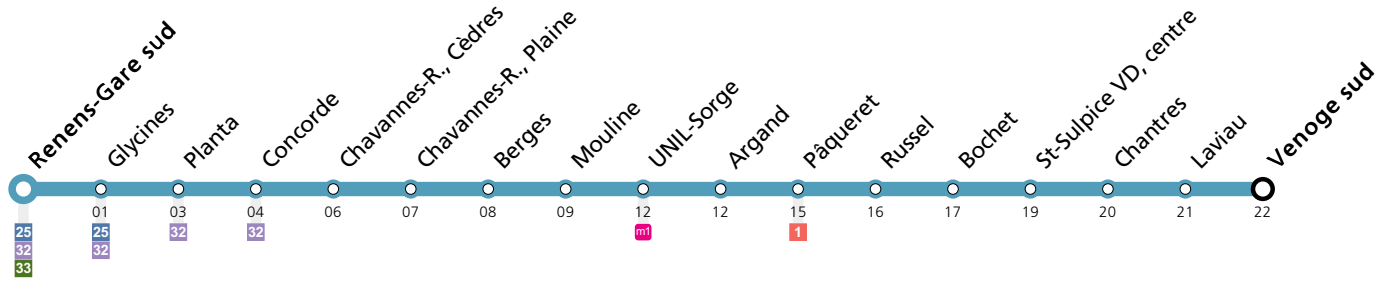 Renens-Gare sud
Glycines
Planta
Concorde
Chavannes-R., Cèdres
Chavannes-R., Plaine
Berges
Mouline
UNIL-Sorge
Argand
Pâqueret
Russel
Bochet
St-Sulpice VD, centre
Chantres
Laviau
Venoge sud
01 03 04 06 07 08 09 12 12 15 16 17 19 20 21 22
25 25 32 32 m1 1
32 32
33